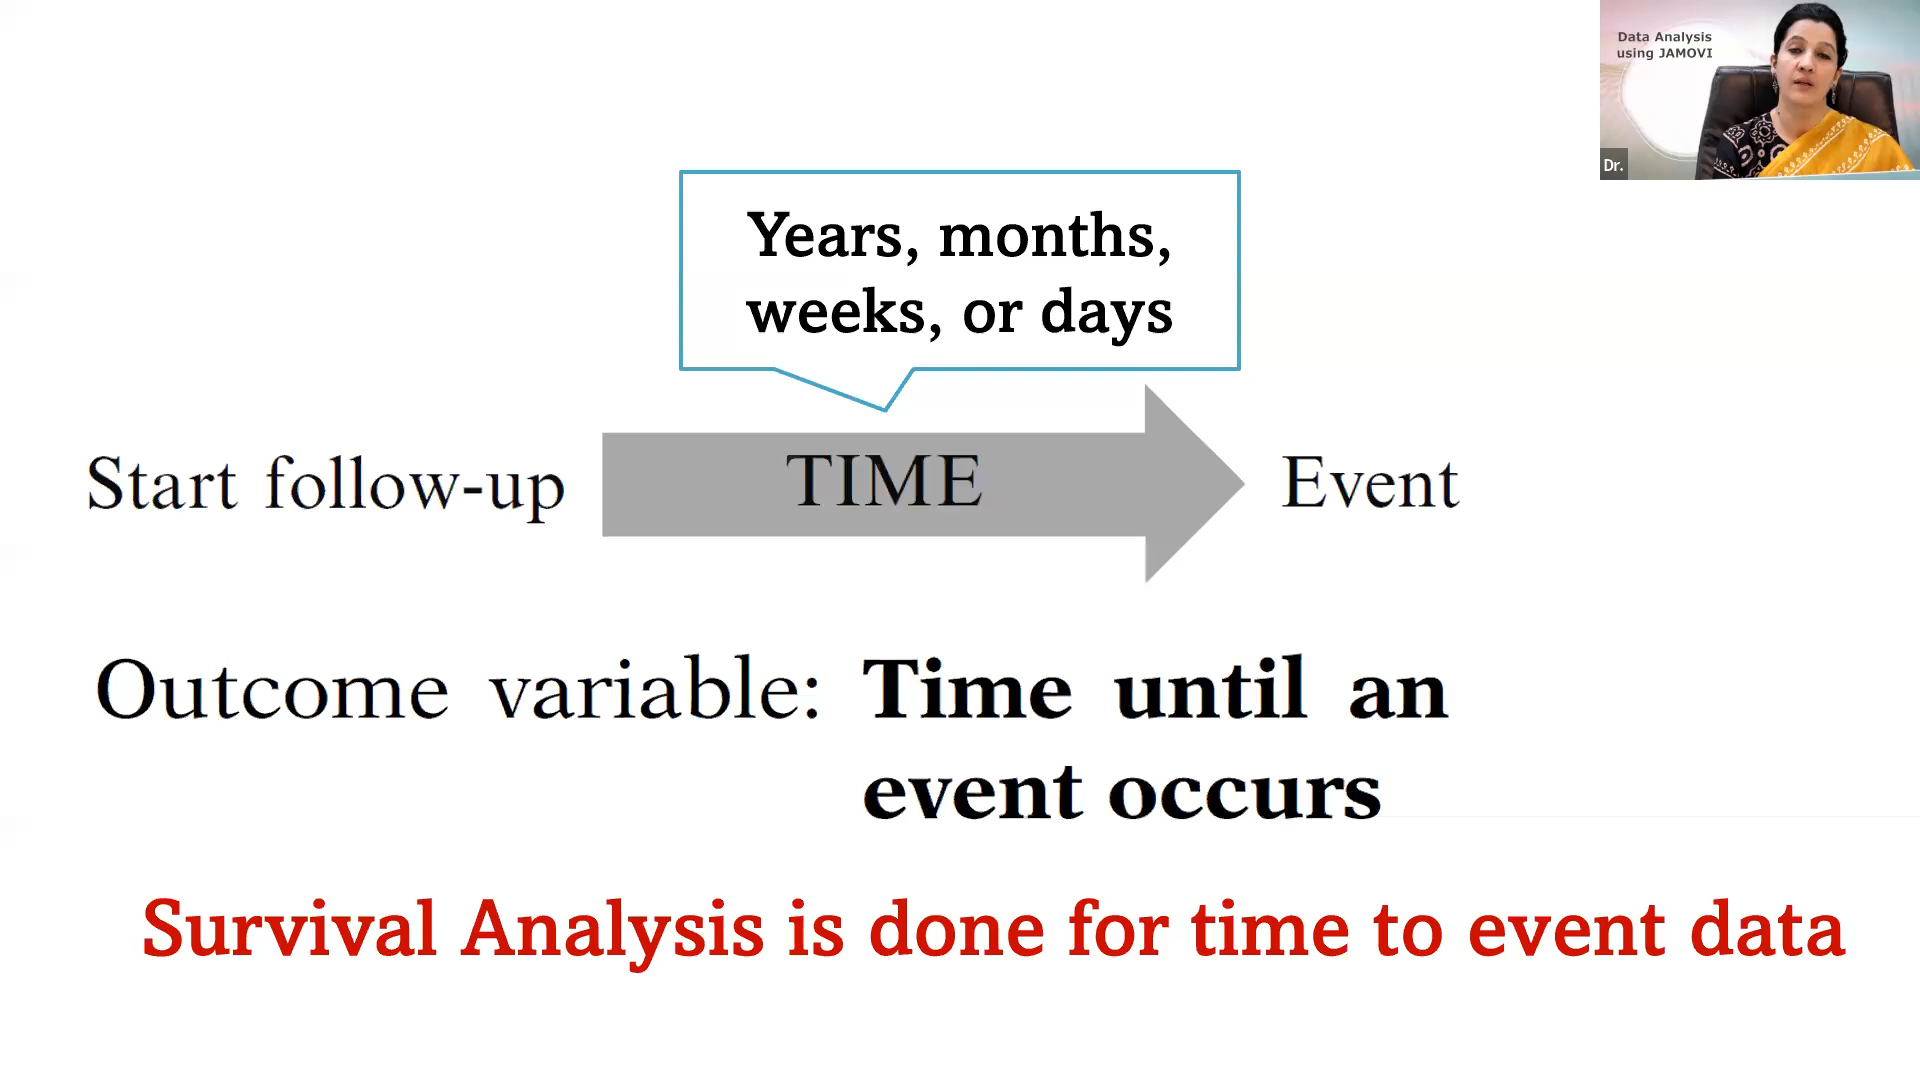 Data Analysis
using JAMOVI
Dr.
Years, months,
weeks, or days
Start follow-up TIME Event
Outcome variable: Time until an
event occurs
Survival Analysis is done for time to event data